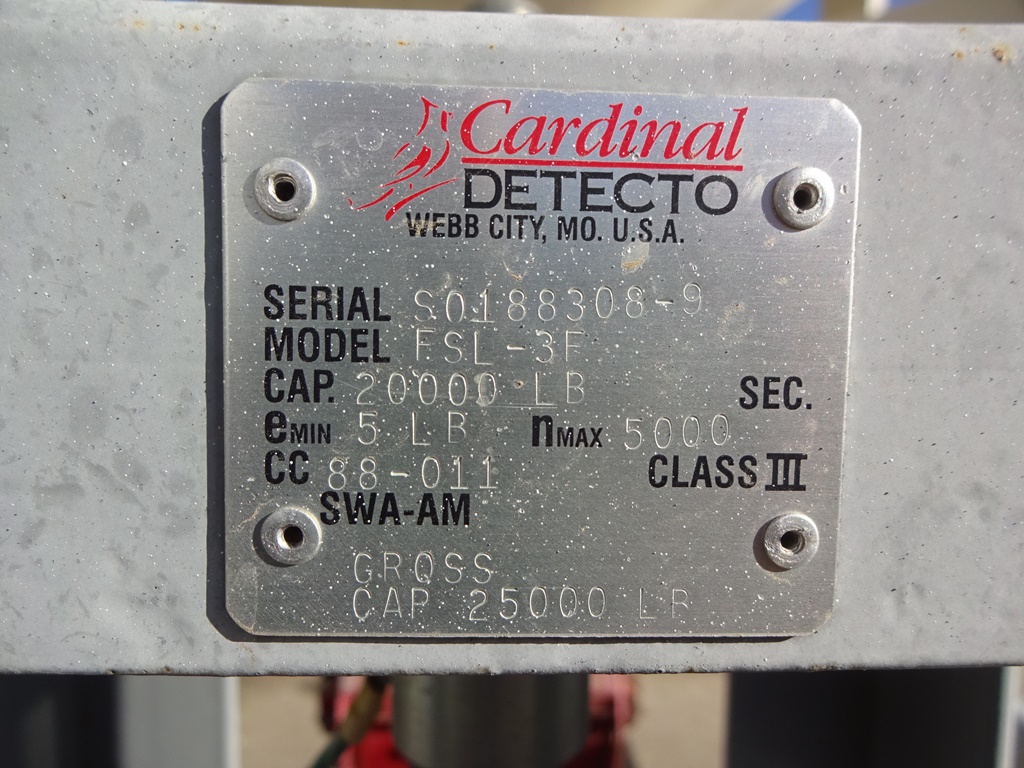 Cardinal
DETECTO
WEBB CITY, MO. U.S.A.
SERIAL S0188308-9
MODEL FSL-3F
CAP. 20000 LB SEC.
eMIN 5 LB nMAX 5000
CC 88-011 CLASS III
SWA-AM
GROSS
CAP 25000 LB